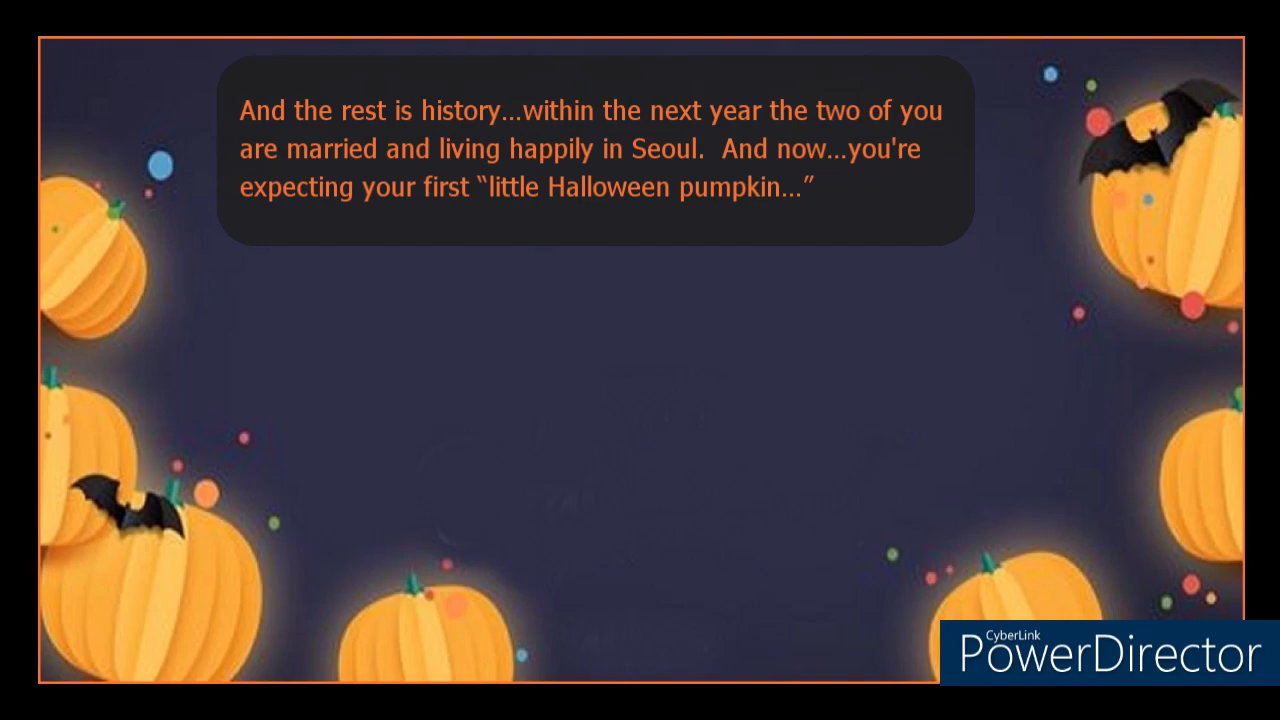 And the rest is history...within the next year the two of you
are married and living happily in Seoul.  And now...you're
expecting your first “little Halloween pumpkin...”
CyberLink
PowerDirector